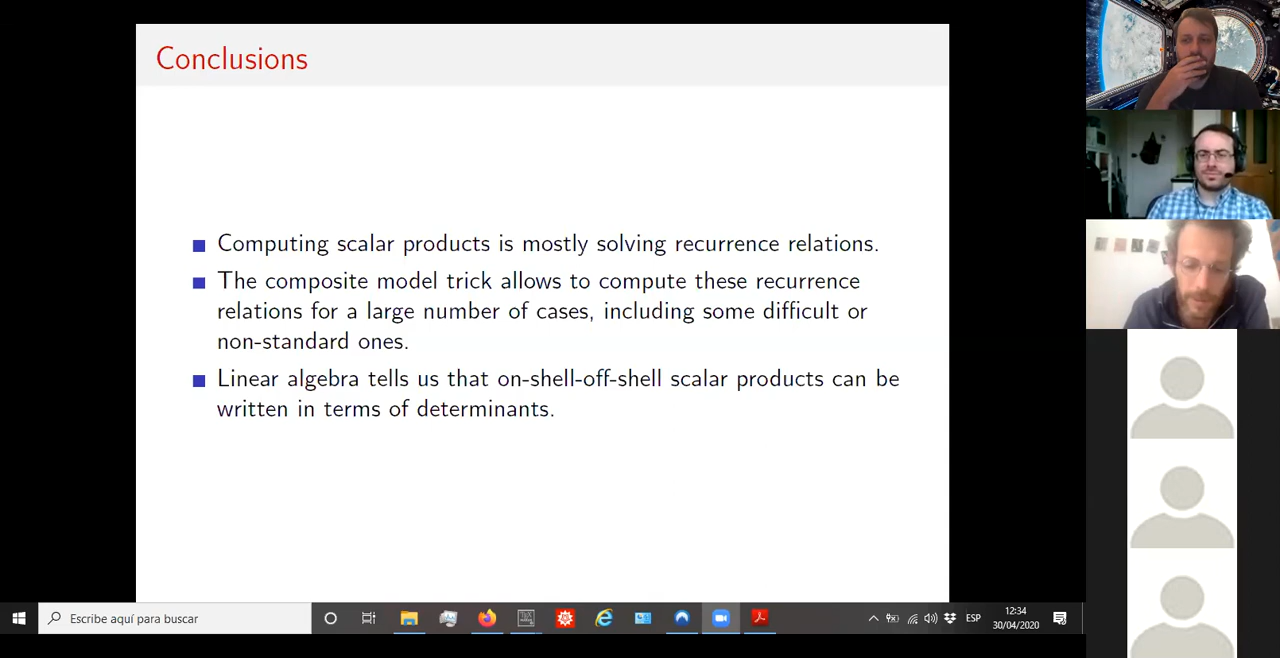 Conclusions
Computing scalar products is mostly solving recurrence relations.
The composite model trick allows to compute these recurrence
relations for a large number of cases, including some difficult or
non-standard ones.
Linear algebra tells us that on-shell-off-shell scalar products can be
written in terms of determinants.
Escribe aquí para buscar
ESP
12:34
30/04/2020